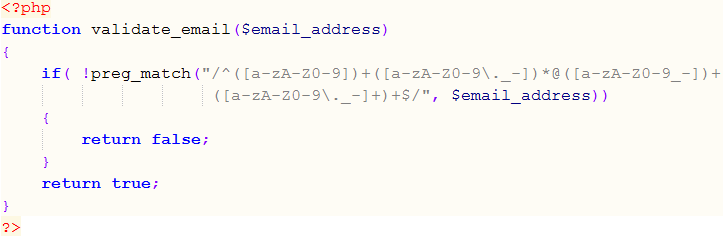 <?php
function validate_email($email_address)
{
    if( !preg_match("/^([a-zA-Z0-9])+([a-zA-Z0-9\._-])*@([a-zA-Z0-9_-])+
                     ([a-zA-Z0-9\._-]+)+$/", $email_address))
    {
        return false;
    }
    return true;
}
?>